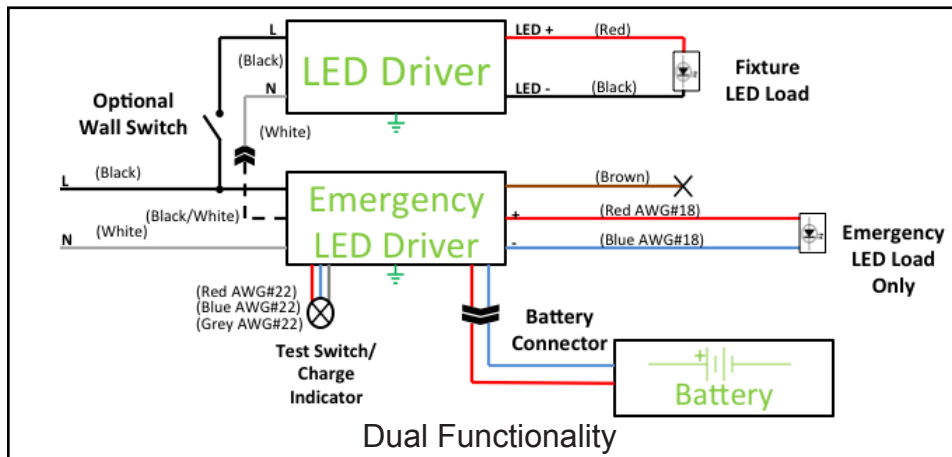 L
(Black)
LED Driver
N
(White)
LED +
(Red)
LED -
(Black)
Fixture
LED Load
Optional
Wall Switch
L
(Black)
(Black/White)
N
(White)
Emergency
LED Driver
(Brown)
+
(Red AWG#18)
-
(Blue AWG#18)
Emergency
LED Load
Only
(Red AWG#22)
(Blue AWG#22)
(Grey AWG#22)
Test Switch/
Charge
Indicator
Battery
Connector
+
Battery
Dual Functionality